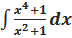 ∫ x⁴+1 / x²+1 dx